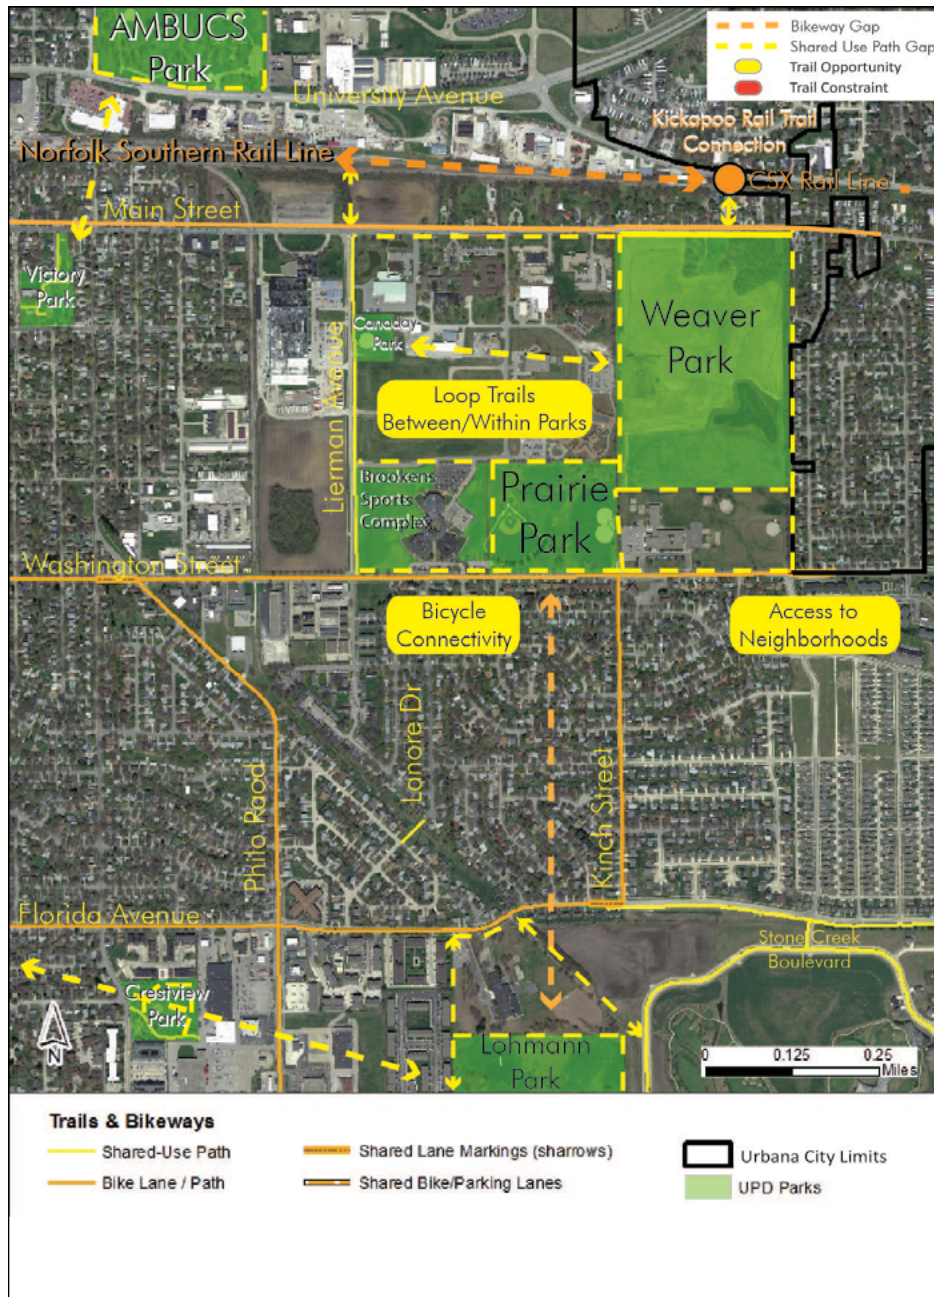 AMBUCS
Park
Bikeway Gap
Shared Use Path Gap
Trail Opportunity
Trail Constraint
University Avenue
Kickapoo Rail Trail
Connection
Norfolk Southern Rail Line
CSX Rail Line
Main Street
Victory
Park
Canaday
Park
Weaver
Park
Lierman Avenue
Loop Trails
Between/Within Parks
Brookens
Sports
Complex
Prairie
Park
Washington Street
Bicycle
Connectivity
Access to
Neighborhoods
Lanore Dr
Philo Raod
Kinch Street
Florida Avenue
Stone Creek
Boulevard
Crestview
Park
Lohmann
Park
N
0 0.125 0.25
Miles
Trails & Bikeways
Shared-Use Path
Bike Lane / Path
Shared Lane Markings (sharrows)
Shared Bike/Parking Lanes
Urbana City Limits
UPD Parks